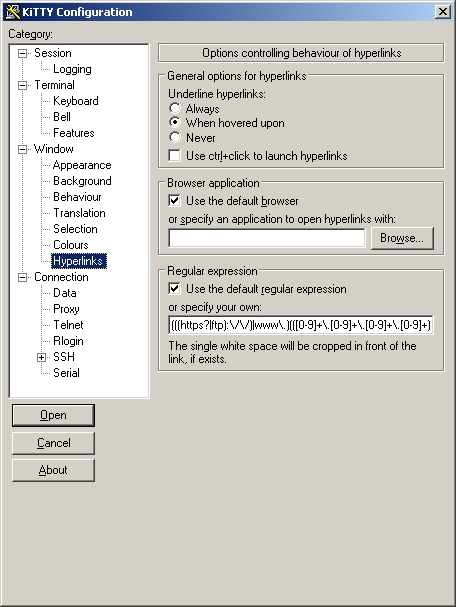 KiTTY Configuration
Category:
Session
Logging
Terminal
Keyboard
Bell
Features
Window
Appearance
Background
Behaviour
Translation
Selection
Colours
Hyperlinks
Connection
Data
Proxy
Telnet
Rlogin
SSH
Serial
Open
Cancel
About
Options controlling behaviour of hyperlinks
General options for hyperlinks
Underline hyperlinks:
Always
When hovered upon
Never
Use ctrl+click to launch hyperlinks
Browser application
Use the default browser
or specify an application to open hyperlinks with:
Browse...
Regular expression
Use the default regular expression
or specify your own:
(((https?|ftp):\/\/)|www\.)(([0-9]+\.[0-9]+\.[0-9]+\.[0-9]+)
The single white space will be cropped in front of the
link, if exists.